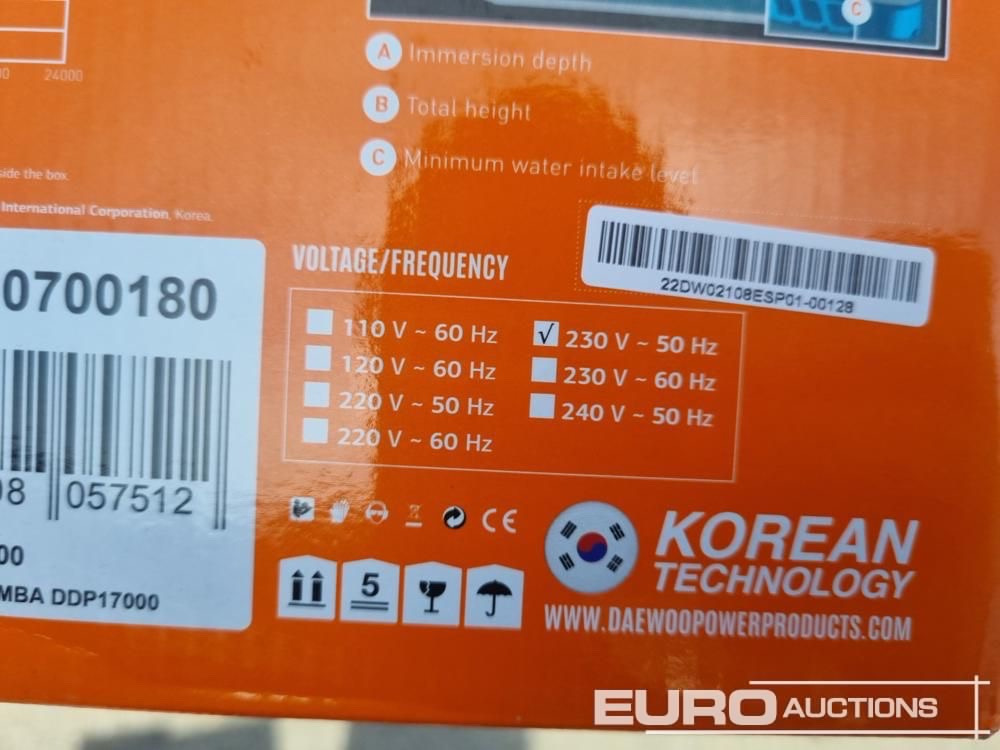 C
A Immersion depth
B Total height
C Minimum water intake level
24000
side the box.
International Corporation, Korea.
0700180
057512
00
MBA DDP17000
VOLTAGE/FREQUENCY
110 V ~ 60 Hz
120 V ~ 60 Hz
220 V ~ 50 Hz
220 V ~ 60 Hz
√ 230 V ~ 50 Hz
230 V ~ 60 Hz
240 V ~ 50 Hz
22DW02108ESP01-00128
CE
5
KOREAN
TECHNOLOGY
WWW.DAEWOOPOWERPRODUCTS.COM
EURO AUCTIONS